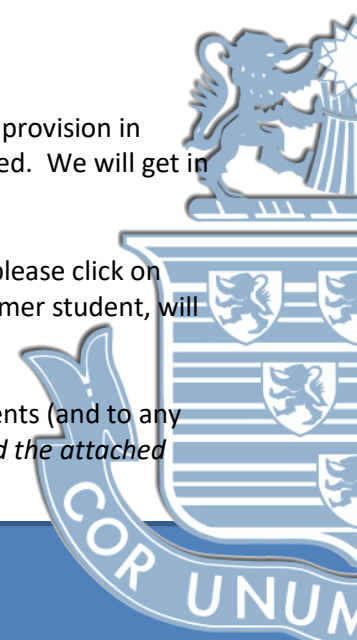 provision in
ed. We will get in
please click on
mer student, will
ents (and to any
d the attached
COR UNUM